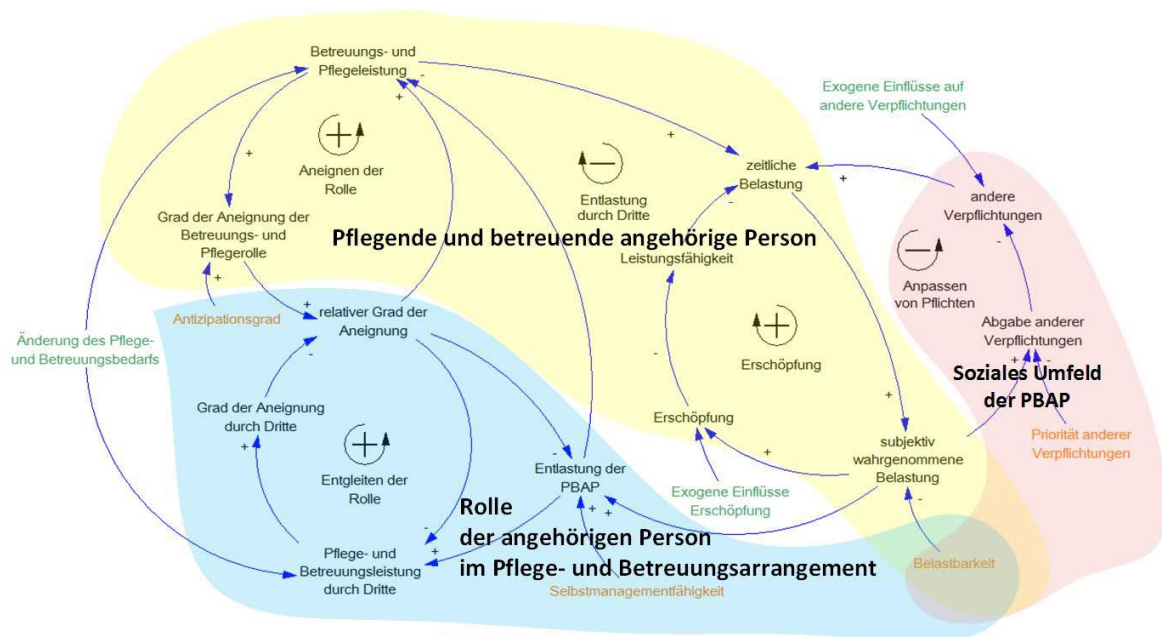 Betreuungs- und
Pflegeleistung
-
+
Exogene Einflüsse auf
andere Verpflichtungen
+
+
Aneignen der
Rolle
+
-
Entlastung
durch Dritte
zeitliche
Belastung
+
-
andere
Verpflichtungen
-
Grad der Aneignung der
Betreuungs- und
Pflegerolle
Pflegende und betreuende angehörige Person
Leistungsfähigkeit
-
Anpassen
von Pflichten
+
Antizipationsgrad
+
relativer Grad der
Aneignung
-
Änderung des Pflege-
und Betreuungsbedarfs
+
Erschöpfung
-
Abgabe anderer
Verpflichtungen
+
-
Soziales Umfeld
der PBAP
Grad der Aneignung
durch Dritte
+
+
Entgleiten der
Rolle
-
Entlastung der
PBAP
+
+
Erschöpfung
+
+
subjektiv
wahrgenommene
Belastung
-
Priorität anderer
Verpflichtungen
Exogene Einflüsse
Erschöpfung
Rolle
der angehörigen Person
im Pflege- und Betreuungsarrangement
-
+
Pflege- und
Betreuungsleistung
durch Dritte
Selbstmanagementfähigkeit
Belastbarkeit